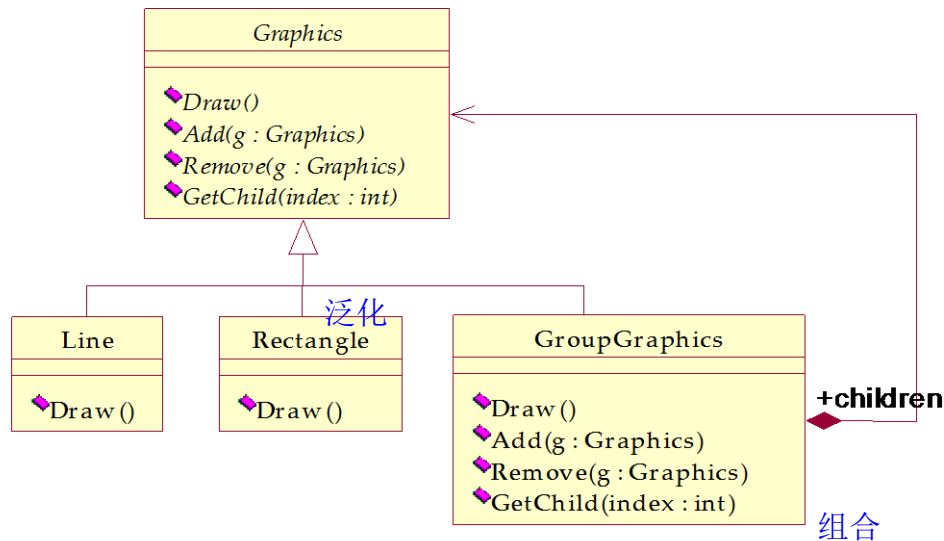 Graphics
Draw()
Add(g : Graphics)
Remove(g : Graphics)
GetChild(index : int)
泛化
Line
Draw()
Rectangle
Draw()
GroupGraphics
Draw()
Add(g : Graphics)
Remove(g : Graphics)
GetChild(index : int)
+children
组合